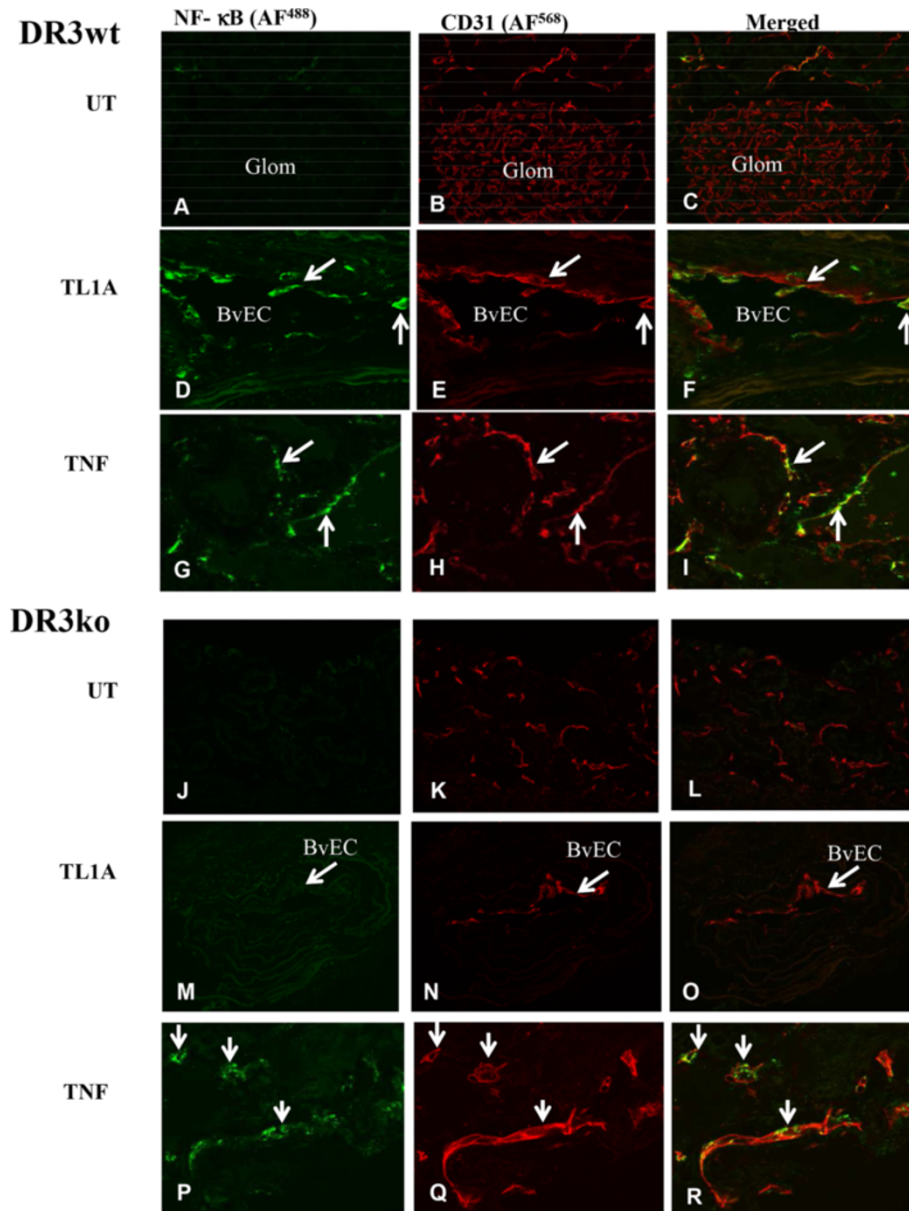 NF- κB (AF488) CD31 (AF568) Merged
DR3wt
UT
Glom Glom Glom
A B C
TL1A
BvEC BvEC BvEC
D E F
TNF
G H I
DR3ko
UT
J K L
BvEC BvEC BvEC
TL1A
M N O
TNF
P Q R